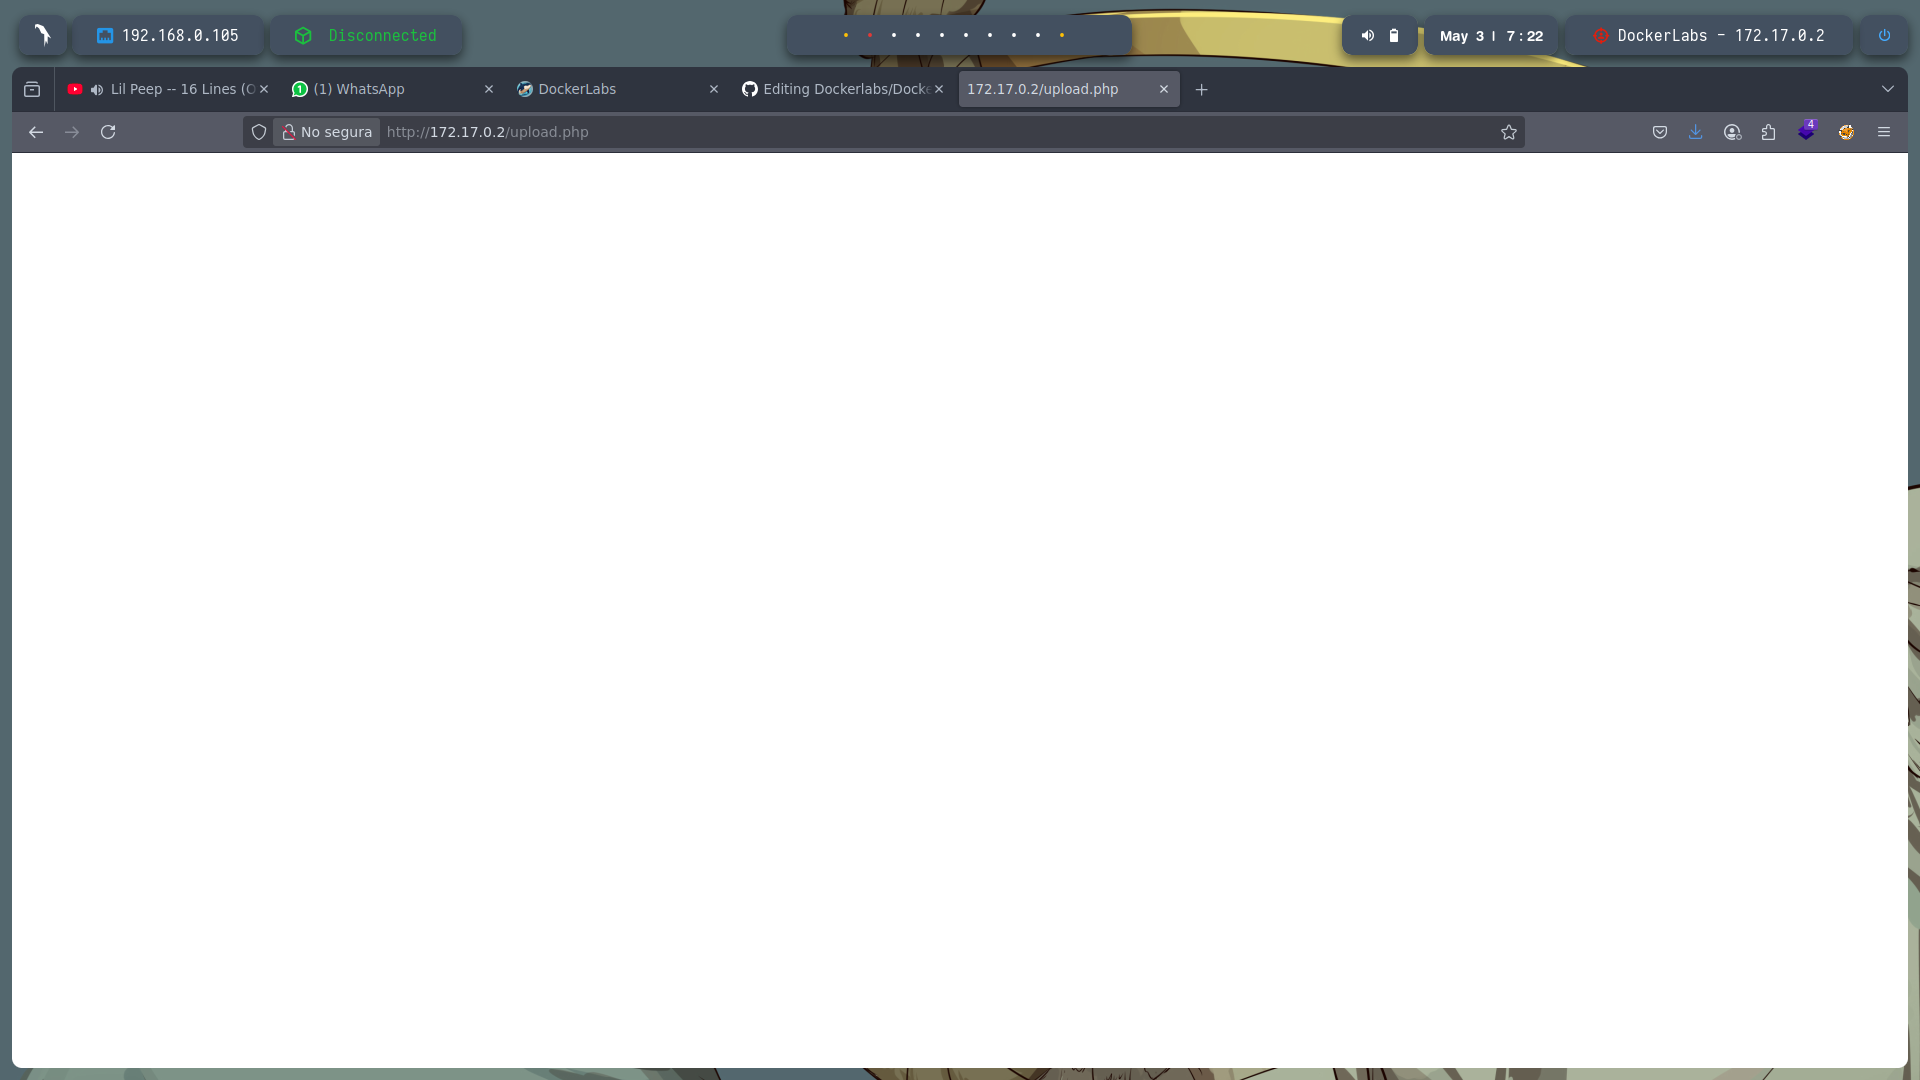 192.168.0.105
Disconnected
May 3 | 7:22
DockerLabs - 172.17.0.2
Lil Peep -- 16 Lines (O
1 (1) WhatsApp
DockerLabs
Editing Dockerlabs/Docke
172.17.0.2/upload.php
No segura
http://172.17.0.2/upload.php
4